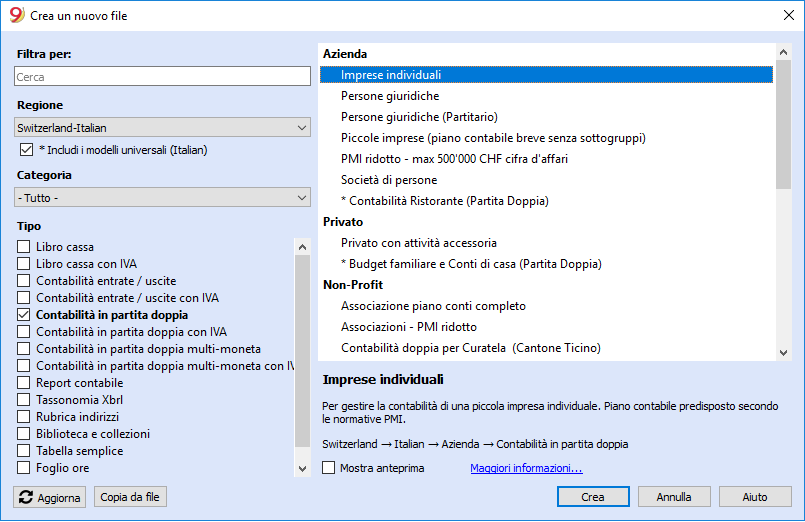 9 Crea un nuovo file
Filtra per:
Cerca
Regione
Switzerland-Italian
* Includi i modelli universali (Italian)
Categoria
- Tutto -
Tipo
Libro cassa
Libro cassa con IVA
Contabilità entrate / uscite
Contabilità entrate / uscite con IVA
Contabilità in partita doppia
Contabilità in partita doppia con IVA
Contabilità in partita doppia multi-moneta
Contabilità in partita doppia multi-moneta con IV
Report contabile
Tassonomia Xbrl
Rubrica indirizzi
Biblioteca e collezioni
Tabella semplice
Foglio ore
Aggiorna
Copia da file
Azienda
Imprese individuali
Persone giuridiche
Persone giuridiche (Partitario)
Piccole imprese (piano contabile breve senza sottogruppi)
PMI ridotto - max 500'000 CHF cifra d'affari
Società di persone
* Contabilità Ristorante (Partita Doppia)
Privato
Privato con attività accessoria
* Budget familiare e Conti di casa (Partita Doppia)
Non-Profit
Associazione piano conti completo
Associazioni - PMI ridotto
Contabilità doppia per Curatela (Cantone Ticino)
Imprese individuali
Per gestire la contabilità di una piccola impresa individuale. Piano contabile predisposto secondo
le normative PMI.
Switzerland → Italian → Azienda → Contabilità in partita doppia
Mostra anteprima
Maggiori informazioni...
Crea
Annulla
Aiuto